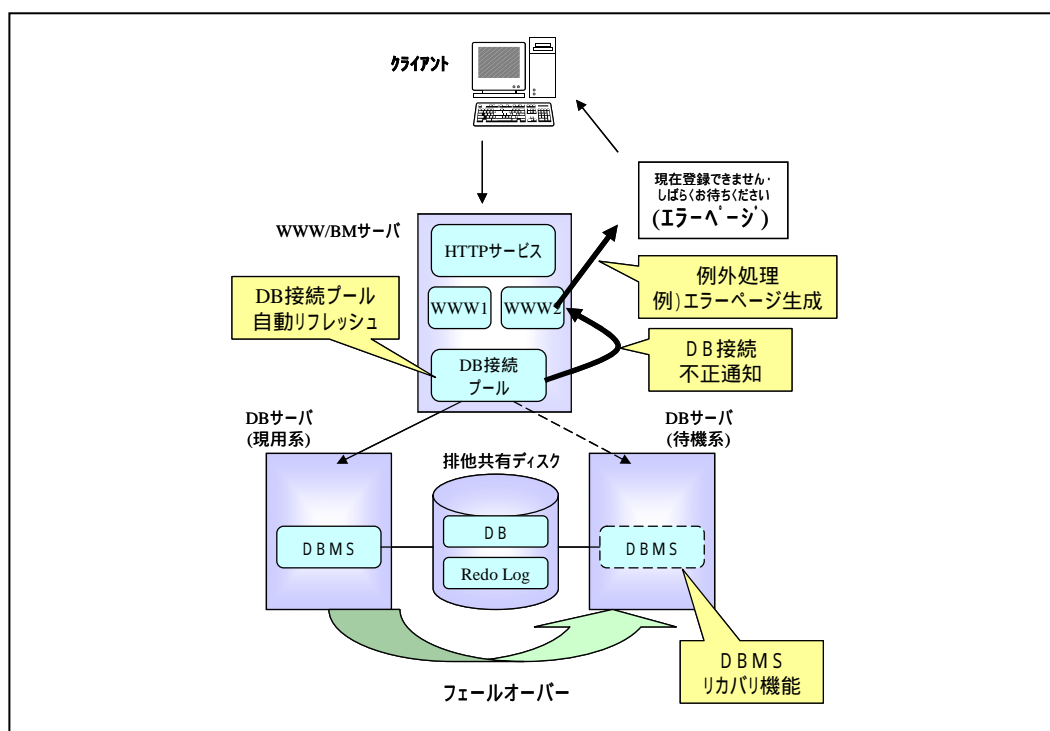 クライアント
現在登録できません・
しばらくお待ちください
(エラーページ)
WWW/BMサーバ
HTTPサービス
例外処理
例)エラーページ生成
DB接続プール
自動リフレッシュ
WWW1
WWW2
DB接続
不正通知
DB接続
プール
DBサーバ
(現用系)
DBサーバ
(待機系)
排他共有ディスク
DBMS
DB
Redo Log
DBMS
DBMS
リカバリ機能
フェールオーバー